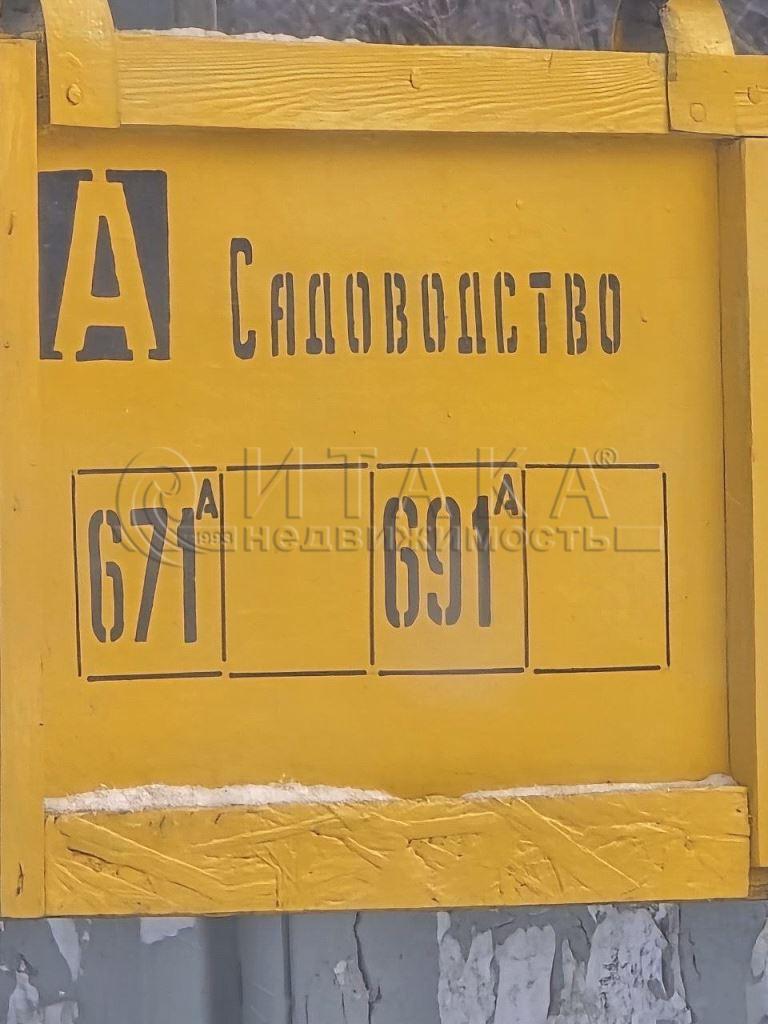 А Садоводство
671А 691А
© ИТАКА®
1993 недвижимость